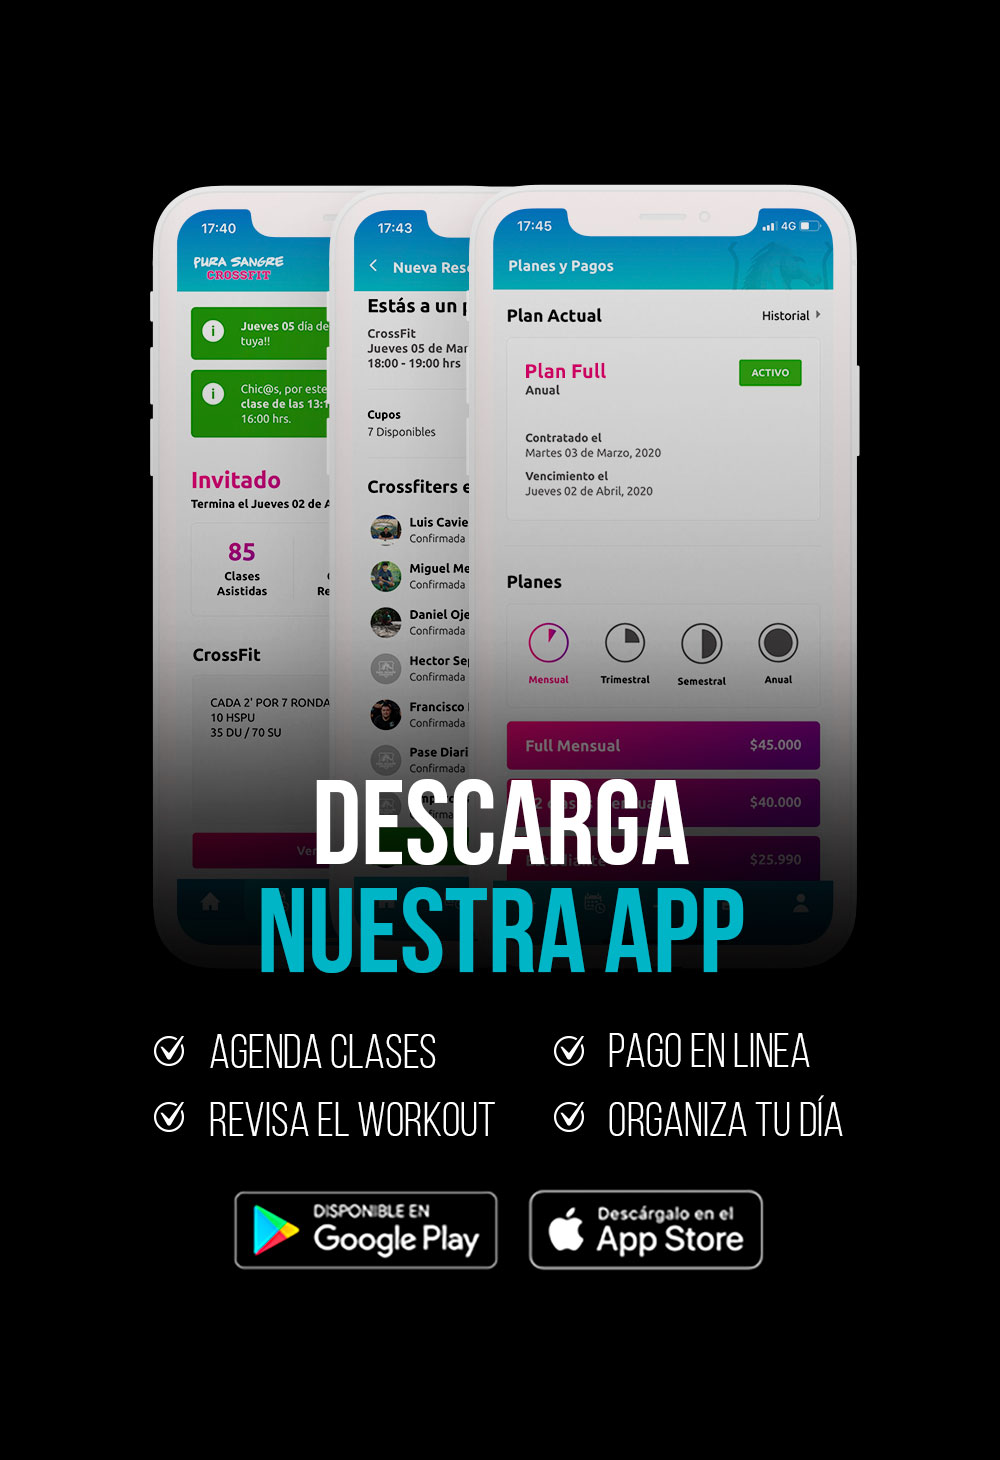 17:40
PURA SANGRE
CROSSFIT
Jueves 05 día de
tuya!!
Chic@s, por este
clase de las 13:1
16:00 hrs.
Invitado
Termina el Jueves 02 de A
85
Clases
Asistidas
Re
CrossFit
CADA 2' POR 7 RONDA
10 HSPU
35 DU / 70 SU
Ver
17:43
Nueva Rese
Estás a un p
CrossFit
Jueves 05 de Mar
18:00 - 19:00 hrs
Cupos
7 Disponibles
Crossfiters e
Luis Cavie
Confirmada
Miguel Me
Confirmada
Daniel Oje
Confirmada
Hector Sep
Confirmada
Francisco
Confirmada
Pase Diari
Confirmada
17:45
4G
Planes y Pagos
Plan Actual
Historial
Plan Full
ACTIVO
Anual
Contratado el
Martes 03 de Marzo, 2020
Vencimiento el
Jueves 02 de Abril, 2020
Planes
Mensual
Trimestral
Semestral
Anual
Full Mensual
$45.000
$40.000
$25.990
DESCARGA
NUESTRA APP
AGENDA CLASES
PAGO EN LINEA
REVISA EL WORKOUT
ORGANIZA TU DÍA
DISPONIBLE EN
Google Play
Descárgalo en el
App Store